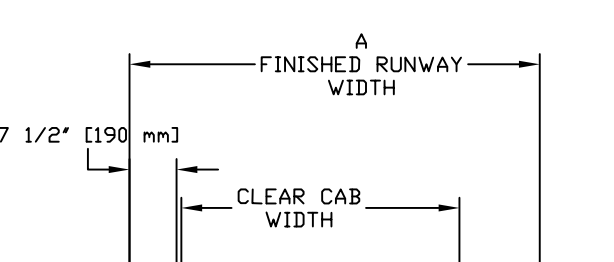 A
FINISHED RUNWAY
WIDTH
7 1/2" [190 mm]
CLEAR CAB
WIDTH